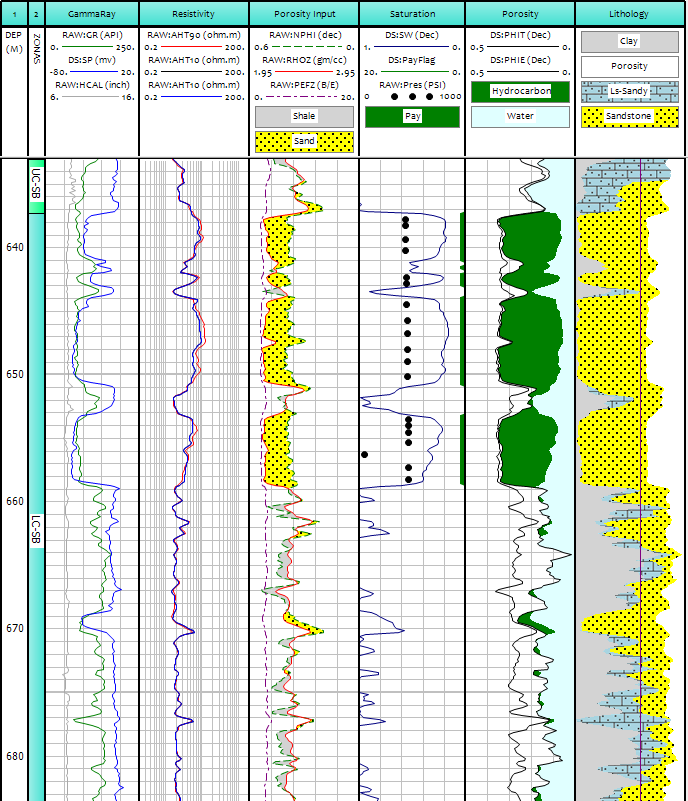 1 2 GammaRay Resistivity Porosity Input Saturation Porosity Lithology
DEP
(M)
ZONAS
RAW:GR (API)
0. 250.
DS:SP (mv)
-80. 20.
RAW:HCAL (inch)
6. 16.
RAW:AHT90 (ohm.m)
0.2 200.
RAW:AHT10 (ohm.m)
0.2 200.
RAW:AHT10 (ohm.m)
0.2 200.
RAW:NPHI (dec)
0.6 0.
RAW:RHOZ (gm/cc)
1.95 2.95
RAW:PEFZ (B/E)
0. 20.
Shale
Sand
DS:SW (Dec)
1. 0.
DS:PayFlag
20. 0.
RAW:Pres (PSI)
0 1000
Pay
DS:PHIT (Dec)
0.5 0.
DS:PHIE (Dec)
0.5 0.
Hydrocarbon
Water
Clay
Porosity
Ls-Sandy
Sandstone
UC-SB
640
650
660
LC-SB
670
680